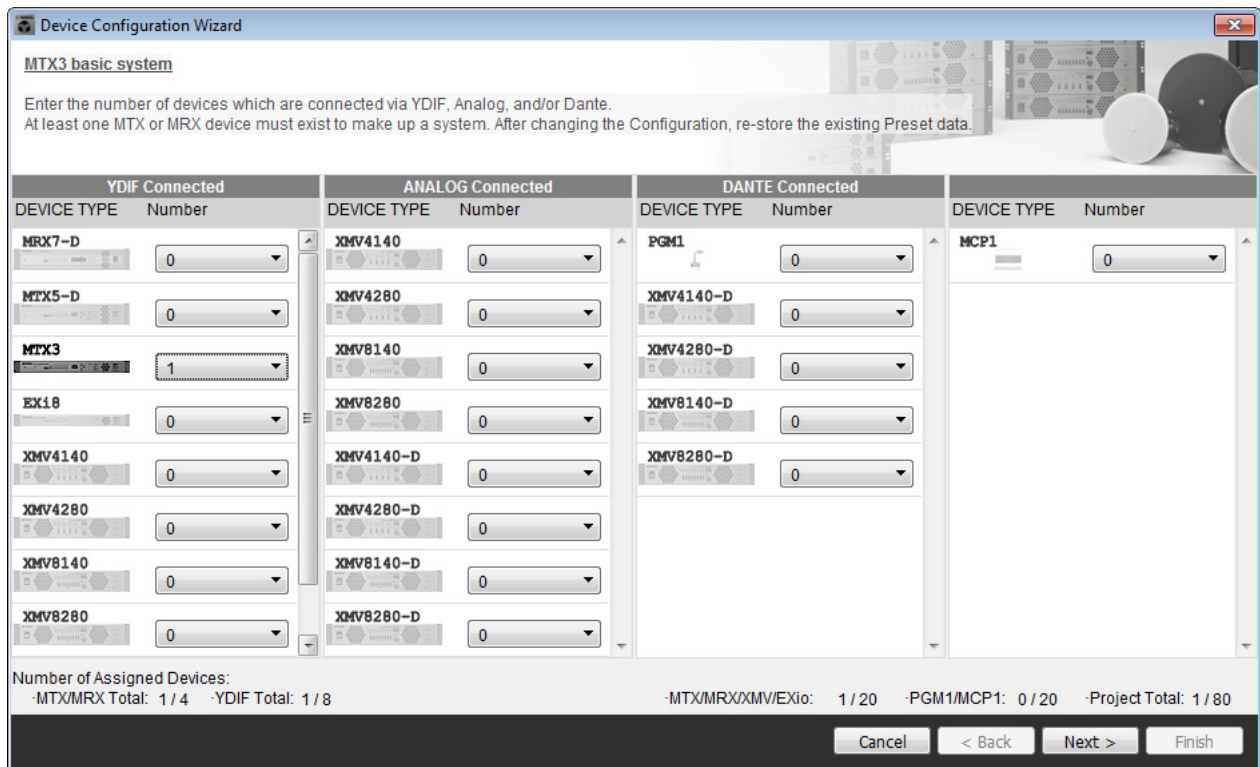 Device Configuration Wizard
MTX3 basic system
Enter the number of devices which are connected via YDIF, Analog, and/or Dante.
At least one MTX or MRX device must exist to make up a system. After changing the Configuration, re-store the existing Preset data.
YDIF Connected
DEVICE TYPE Number
MRX7-D 0
MTX5-D 0
MTX3 1
EXi8 0
XMV4140 0
XMV4280 0
XMV8140 0
XMV8280 0
ANALOG Connected
DEVICE TYPE Number
XMV4140 0
XMV4280 0
XMV8140 0
XMV8280 0
XMV4140-D 0
XMV4280-D 0
XMV8140-D 0
XMV8280-D 0
DANTE Connected
DEVICE TYPE Number
PGM1 0
XMV4140-D 0
XMV4280-D 0
XMV8140-D 0
XMV8280-D 0
DEVICE TYPE Number
MCP1 0
Number of Assigned Devices:
-MTX/MRX Total: 1 / 4 -YDIF Total: 1 / 8 -MTX/MRX/XMV/EXio: 1 / 20 -PGM1/MCP1: 0 / 20 -Project Total: 1 / 80
Cancel < Back Next > Finish